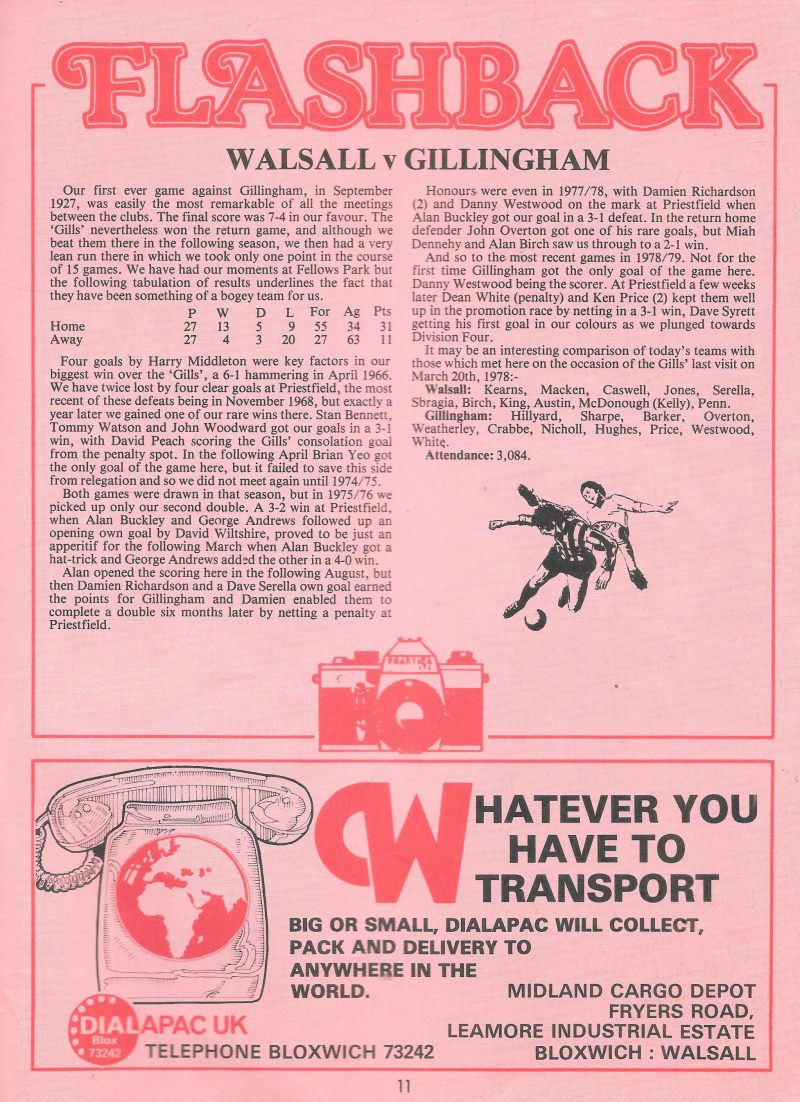 FLASHBACK
WALSALL v GILLINGHAM
Our first ever game against Gillingham, in September
1927, was easily the most remarkable of all the meetings
between the clubs. The final score was 7-4 in our favour. The
‘Gills’ nevertheless won the return game, and although we
beat them there in the following season, we then had a very
lean run there in which we took only one point in the course
of 15 games. We have had our moments at Fellows Park but
the following tabulation of results underlines the fact that
they have been something of a bogey team for us.
P W D L For Ag Pts
Home 27 13 5 9 55 34 31
Away 27 4 3 20 27 63 11
Four goals by Harry Middleton were key factors in our
biggest win over the ‘Gills’, a 6-1 hammering in April 1966.
We have twice lost by four clear goals at Priestfield, the most
recent of these defeats being in November 1968, but exactly a
year later we gained one of our rare wins there. Stan Bennett,
Tommy Watson and John Woodward got our goals in a 3-1
win, with David Peach scoring the Gills’ consolation goal
from the penalty spot. In the following April Brian Yeo got
the only goal of the game here, but it failed to save this side
from relegation and so we did not meet again until 1974/75.
Both games were drawn in that season, but in 1975/76 we
picked up only our second double. A 3-2 win at Priestfield,
when Alan Buckley and George Andrews followed up an
opening own goal by David Wiltshire, proved to be just an
apperitif for the following March when Alan Buckley got a
hat-trick and George Andrews added the other in a 4-0 win.
Alan opened the scoring here in the following August, but
then Damien Richardson and a Dave Serella own goal earned
the points for Gillingham and Damien enabled them to
complete a double six months later by netting a penalty at
Priestfield.
Honours were even in 1977/78, with Damien Richardson
(2) and Danny Westwood on the mark at Priestfield when
Alan Buckley got our goal in a 3-1 defeat. In the return home
defender John Overton got one of his rare goals, but Miah
Dennehy and Alan Birch saw us through to a 2-1 win.
And so to the most recent games in 1978/79. Not for the
first time Gillingham got the only goal of the game here.
Danny Westwood being the scorer. At Priestfield a few weeks
later Dean White (penalty) and Ken Price (2) kept them well
up in the promotion race by netting in a 3-1 win, Dave Syrett
getting his first goal in our colours as we plunged towards
Division Four.
It may be an interesting comparison of today’s teams with
those which met here on the occasion of the Gills’ last visit on
March 20th, 1978:-
Walsall: Kearns, Macken, Caswell, Jones, Serella,
Sbragia, Birch, King, Austin, McDonough (Kelly), Penn.
Gillingham: Hillyard, Sharpe, Barker, Overton,
Weatherley, Crabbe, Nicholl, Hughes, Price, Westwood,
White.
Attendance: 3,084.
PRAKTICA
WHATEVER YOU
HAVE TO
TRANSPORT
BIG OR SMALL, DIALAPAC WILL COLLECT,
PACK AND DELIVERY TO
ANYWHERE IN THE
WORLD.
MIDLAND CARGO DEPOT
FRYERS ROAD,
LEAMORE INDUSTRIAL ESTATE
BLOXWICH : WALSALL
DIALAPAC UK
Blox
73242
TELEPHONE BLOXWICH 73242
11